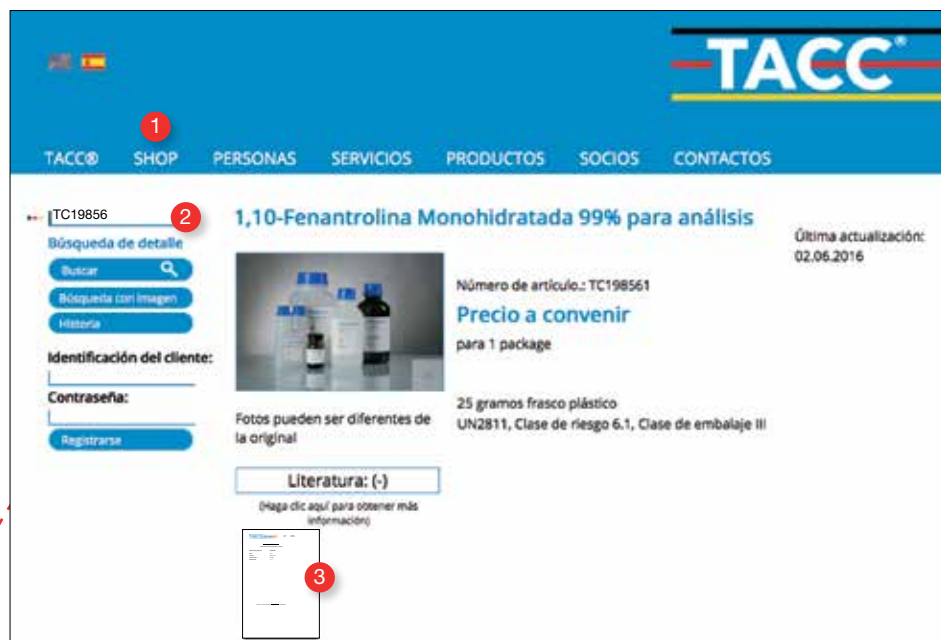 TACC®
1
TACC® SHOP PERSONAS SERVICIOS PRODUCTOS SOCIOS CONTACTOS
TC19856
2
Búsqueda de detalle
Buscar
Búsqueda con imagen
Historia
Identificación del cliente:
Contraseña:
Registrarse
1,10-Fenantrolina Monohidratada 99% para análisis
Fotos pueden ser diferentes de
la original
Literatura: (-)
(Haga clic aquí para obtener más
información)
3
Número de artículo.: TC198561
Precio a convenir
para 1 package
25 gramos frasco plástico
UN2811, Clase de riesgo 6.1, Clase de embalaje III
Última actualización:
02.06.2016